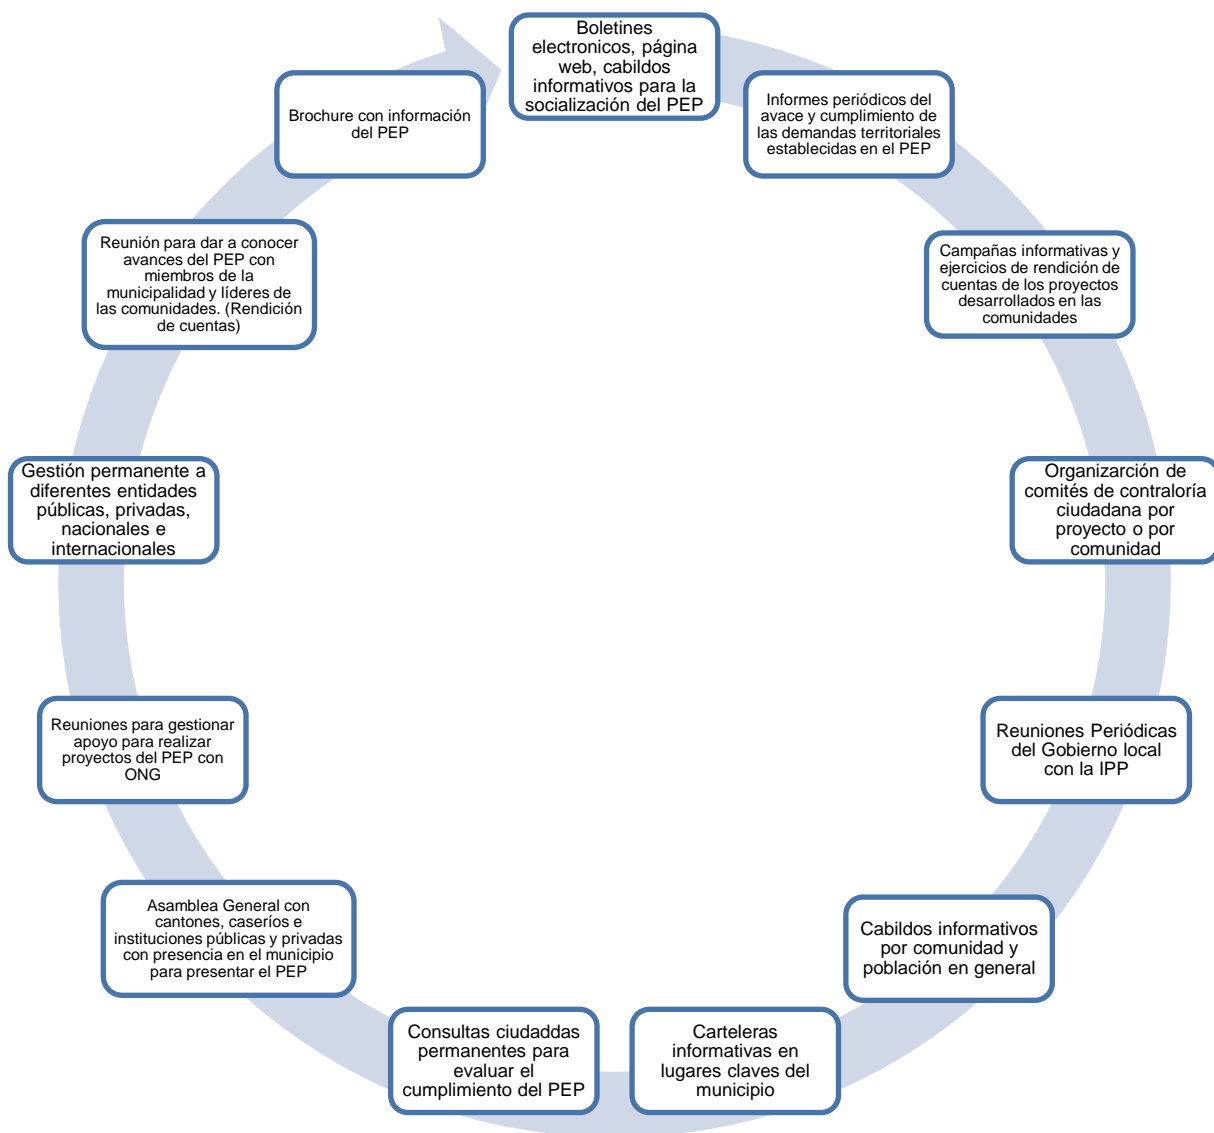 Boletines
electronicos, página
web, cabildos
informativos para la
socialización del PEP
Informes periódicos del
avace y cumplimiento de
las demandas territoriales
establecidas en el PEP
Campañas informativas y
ejercicios de rendición de
cuentas de los proyectos
desarrollados en las
comunidades
Organizarción de
comités de contraloría
ciudadana por
proyecto o por
comunidad
Reuniones Periódicas
del Gobierno local
con la IPP
Cabildos informativos
por comunidad y
población en general
Carteleras
informativas en
lugares claves del
municipio
Consultas ciudaddas
permanentes para
evaluar el
cumplimiento del PEP
Asamblea General con
cantones, caseríos e
instituciones públicas y privadas
con presencia en el municipio
para presentar el PEP
Reuniones para gestionar
apoyo para realizar
proyectos del PEP con
ONG
Gestión permanente a
diferentes entidades
públicas, privadas,
nacionales e
internacionales
Reunión para dar a conocer
avances del PEP con
miembros de la
municipalidad y líderes de
las comunidades. (Rendición
de cuentas)
Brochure con información
del PEP